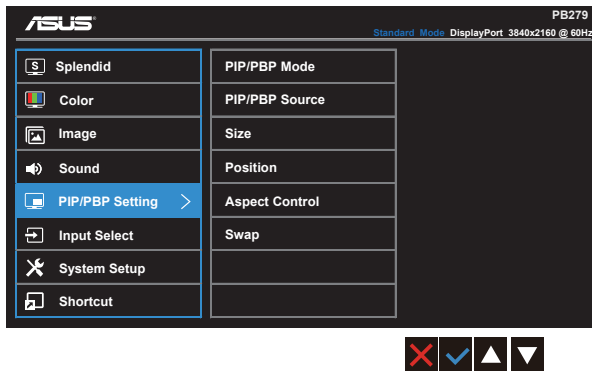 ASUS
PB279
Standard Mode DisplayPort 3840x2160 @ 60Hz
S Splendid
Color
Image
Sound
PIP/PBP Setting
Input Select
System Setup
Shortcut
PIP/PBP Mode
PIP/PBP Source
Size
Position
Aspect Control
Swap